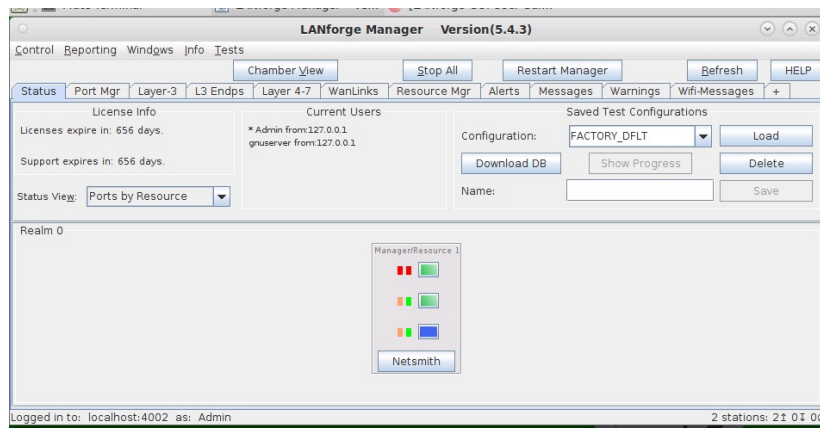 LANforge Manager Version(5.4.3)
Control Reporting Windows Info Tests
Chamber View Stop All Restart Manager Refresh HELP
Status Port Mgr Layer-3 L3 Endps Layer 4-7 WanLinks Resource Mgr Alerts Messages Warnings Wifi-Messages +
License Info
Licenses expire in: 656 days.
Support expires in: 656 days.
Status View: Ports by Resource
Current Users
* Admin from:127.0.0.1
gnuserver from:127.0.0.1
Saved Test Configurations
Configuration: FACTORY_DFLT Load
Download DB Show Progress Delete
Name: Save
Realm 0
Manager/Resource 1
Netsmith
Logged in to: localhost:4002 as: Admin 2 stations: 2↥ 0↧